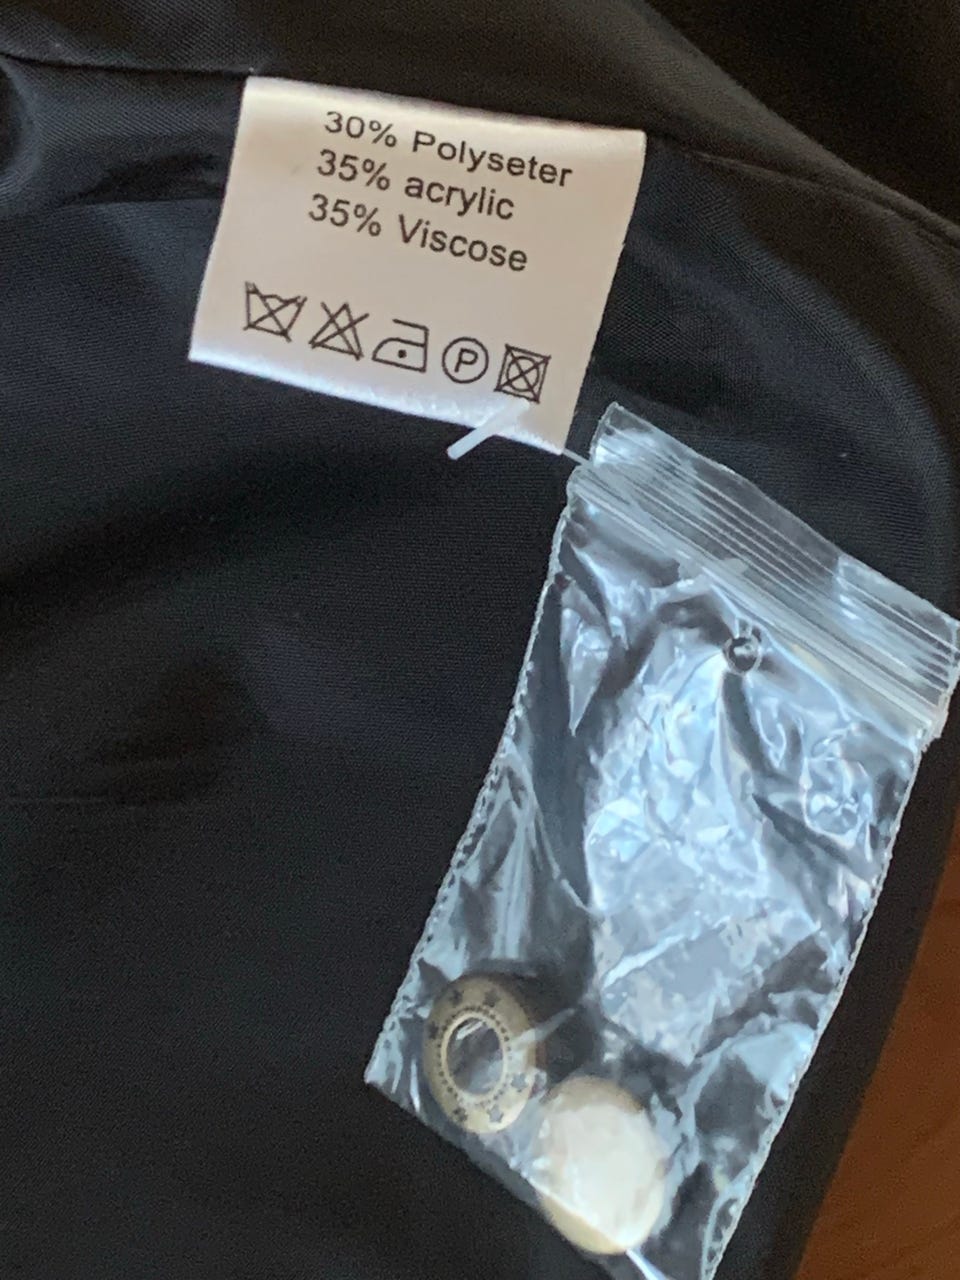 30% Polyseter
35% acrylic
35% Viscose
P